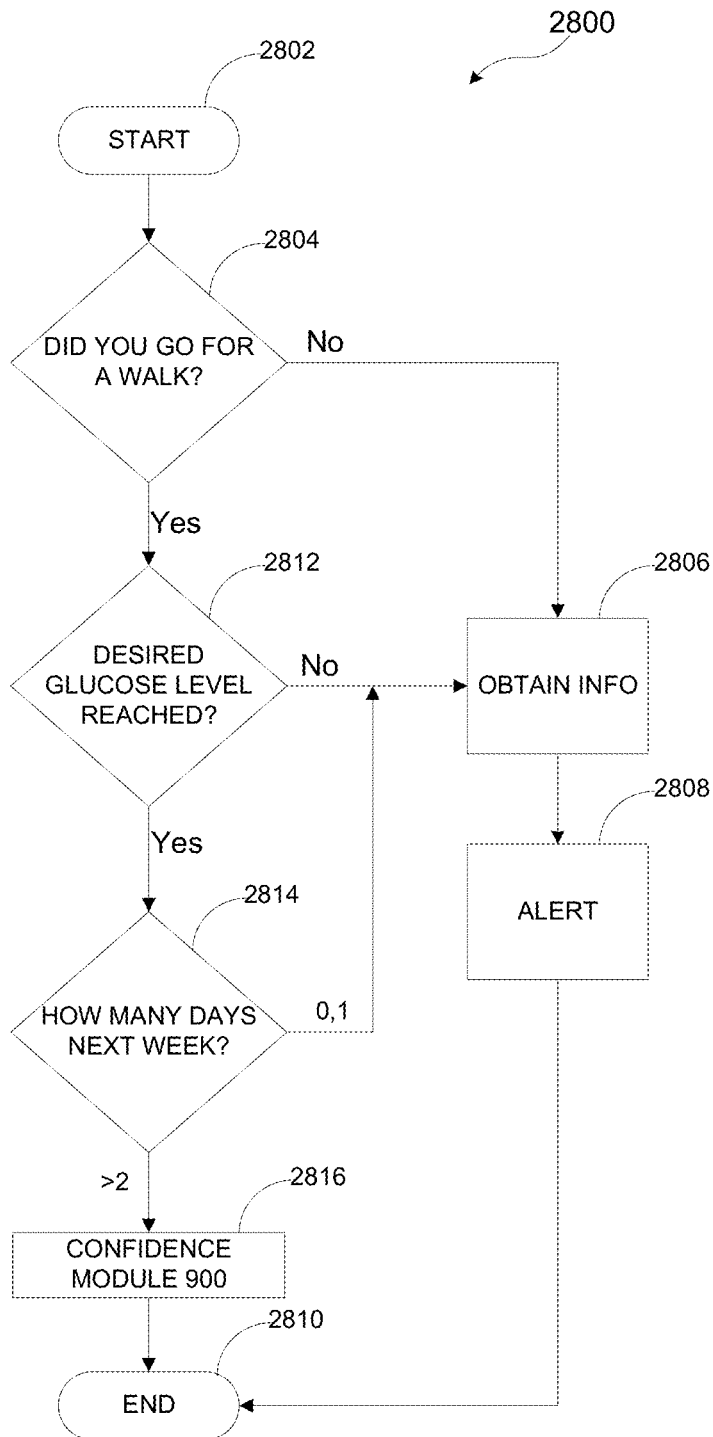 2800
2802
START
2804
DID YOU GO FOR
A WALK?
No
Yes
2812
DESIRED
GLUCOSE LEVEL
REACHED?
No
2806
OBTAIN INFO
Yes
2808
ALERT
2814
HOW MANY DAYS
NEXT WEEK?
0,1
>2
2816
CONFIDENCE
MODULE 900
2810
END